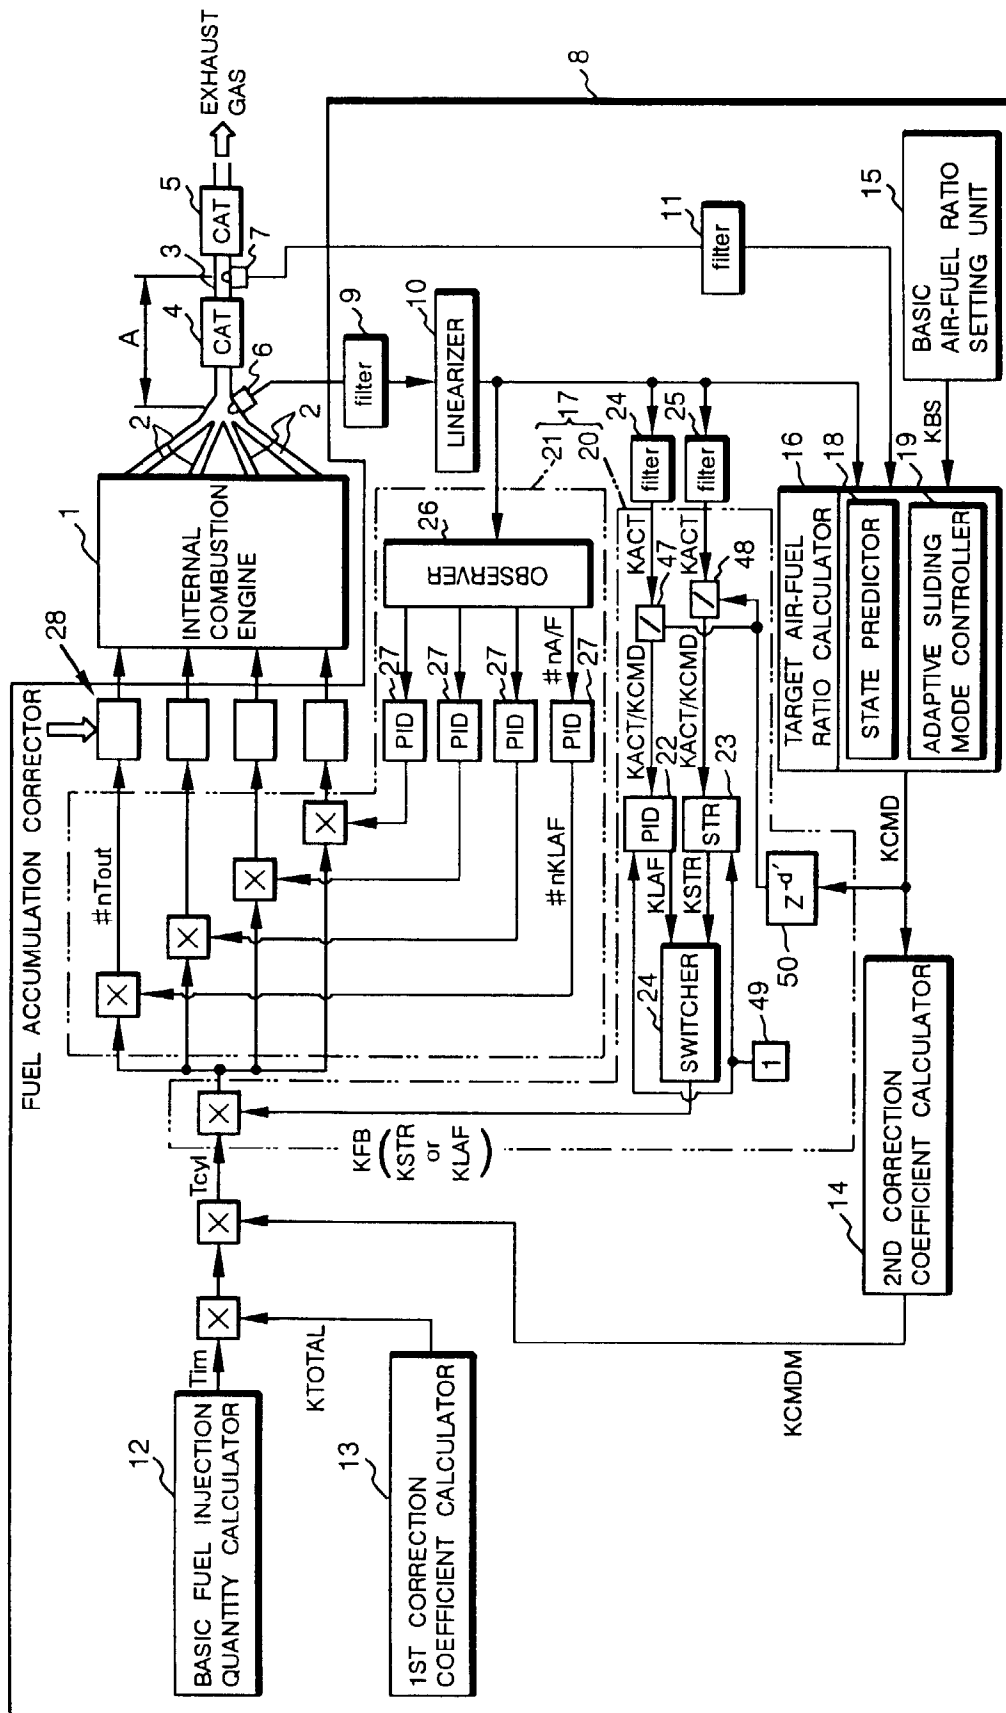 FUEL ACCUMULATION CORRECTOR
28
1
INTERNAL
COMBUSTION
ENGINE
2
2
A
4
CAT
3
5
CAT
EXHAUST
GAS
6
7
8
9
filter
10
LINEARIZER
11
filter
12
BASIC FUEL INJECTION
QUANTITY CALCULATOR
Tim
×
×
Tcyl
×
×
×
×
×
#nTout
KTOTAL
13
1ST CORRECTION
COEFFICIENT CALCULATOR
KCMDM
KFB
(KSTR
or
KLAF)
#nKLAF
PID
27
PID
27
PID
27
PID
27
#nA/F
26
OBSERVER
21
17
20
24
filter
25
filter
KACT
KACT
47
/
48
/
KACT/KCMD
KACT/KCMD
22
PID
23
STR
KLAF
KSTR
24
SWITCHER
49
1
50
Z-d′
KCMD
14
2ND CORRECTION
COEFFICIENT CALCULATOR
16
TARGET AIR-FUEL
RATIO CALCULATOR
18
STATE PREDICTOR
19
ADAPTIVE SLIDING
MODE CONTROLLER
KBS
15
BASIC
AIR-FUEL RATIO
SETTING UNIT